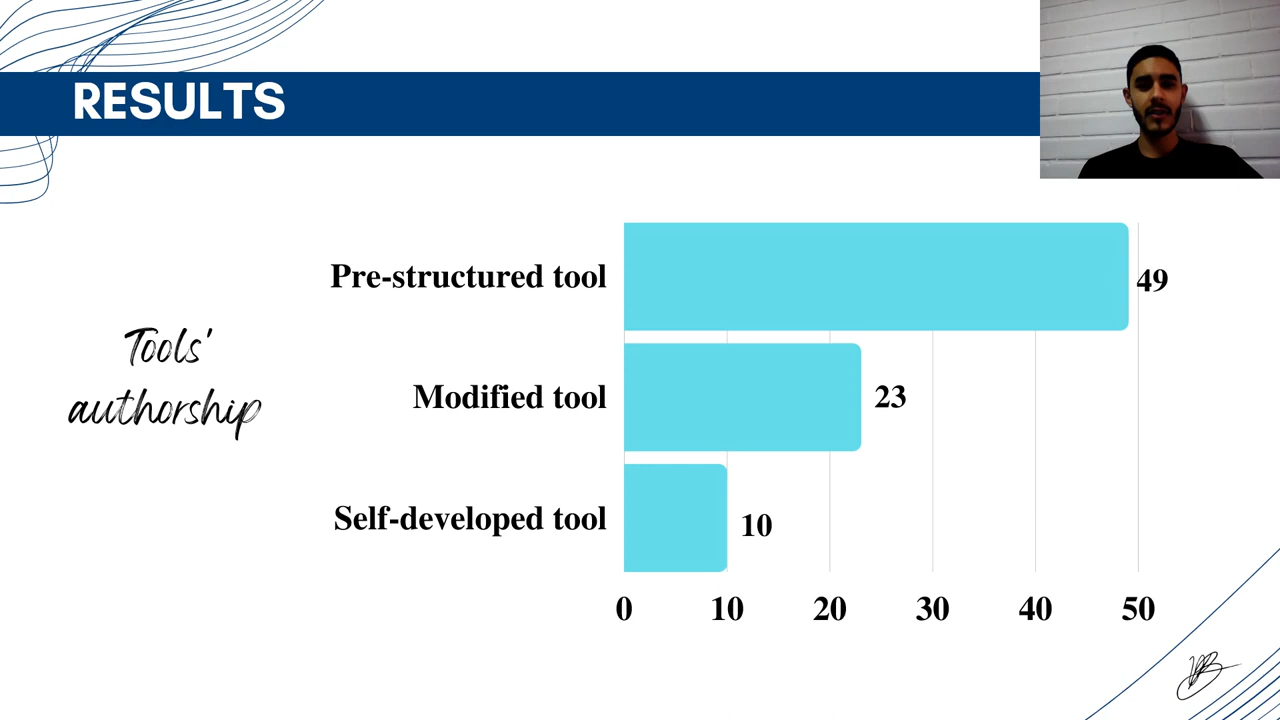 RESULTS
Tools'
authorship
Pre-structured tool
49
Modified tool
23
Self-developed tool
10
0 10 20 30 40 50